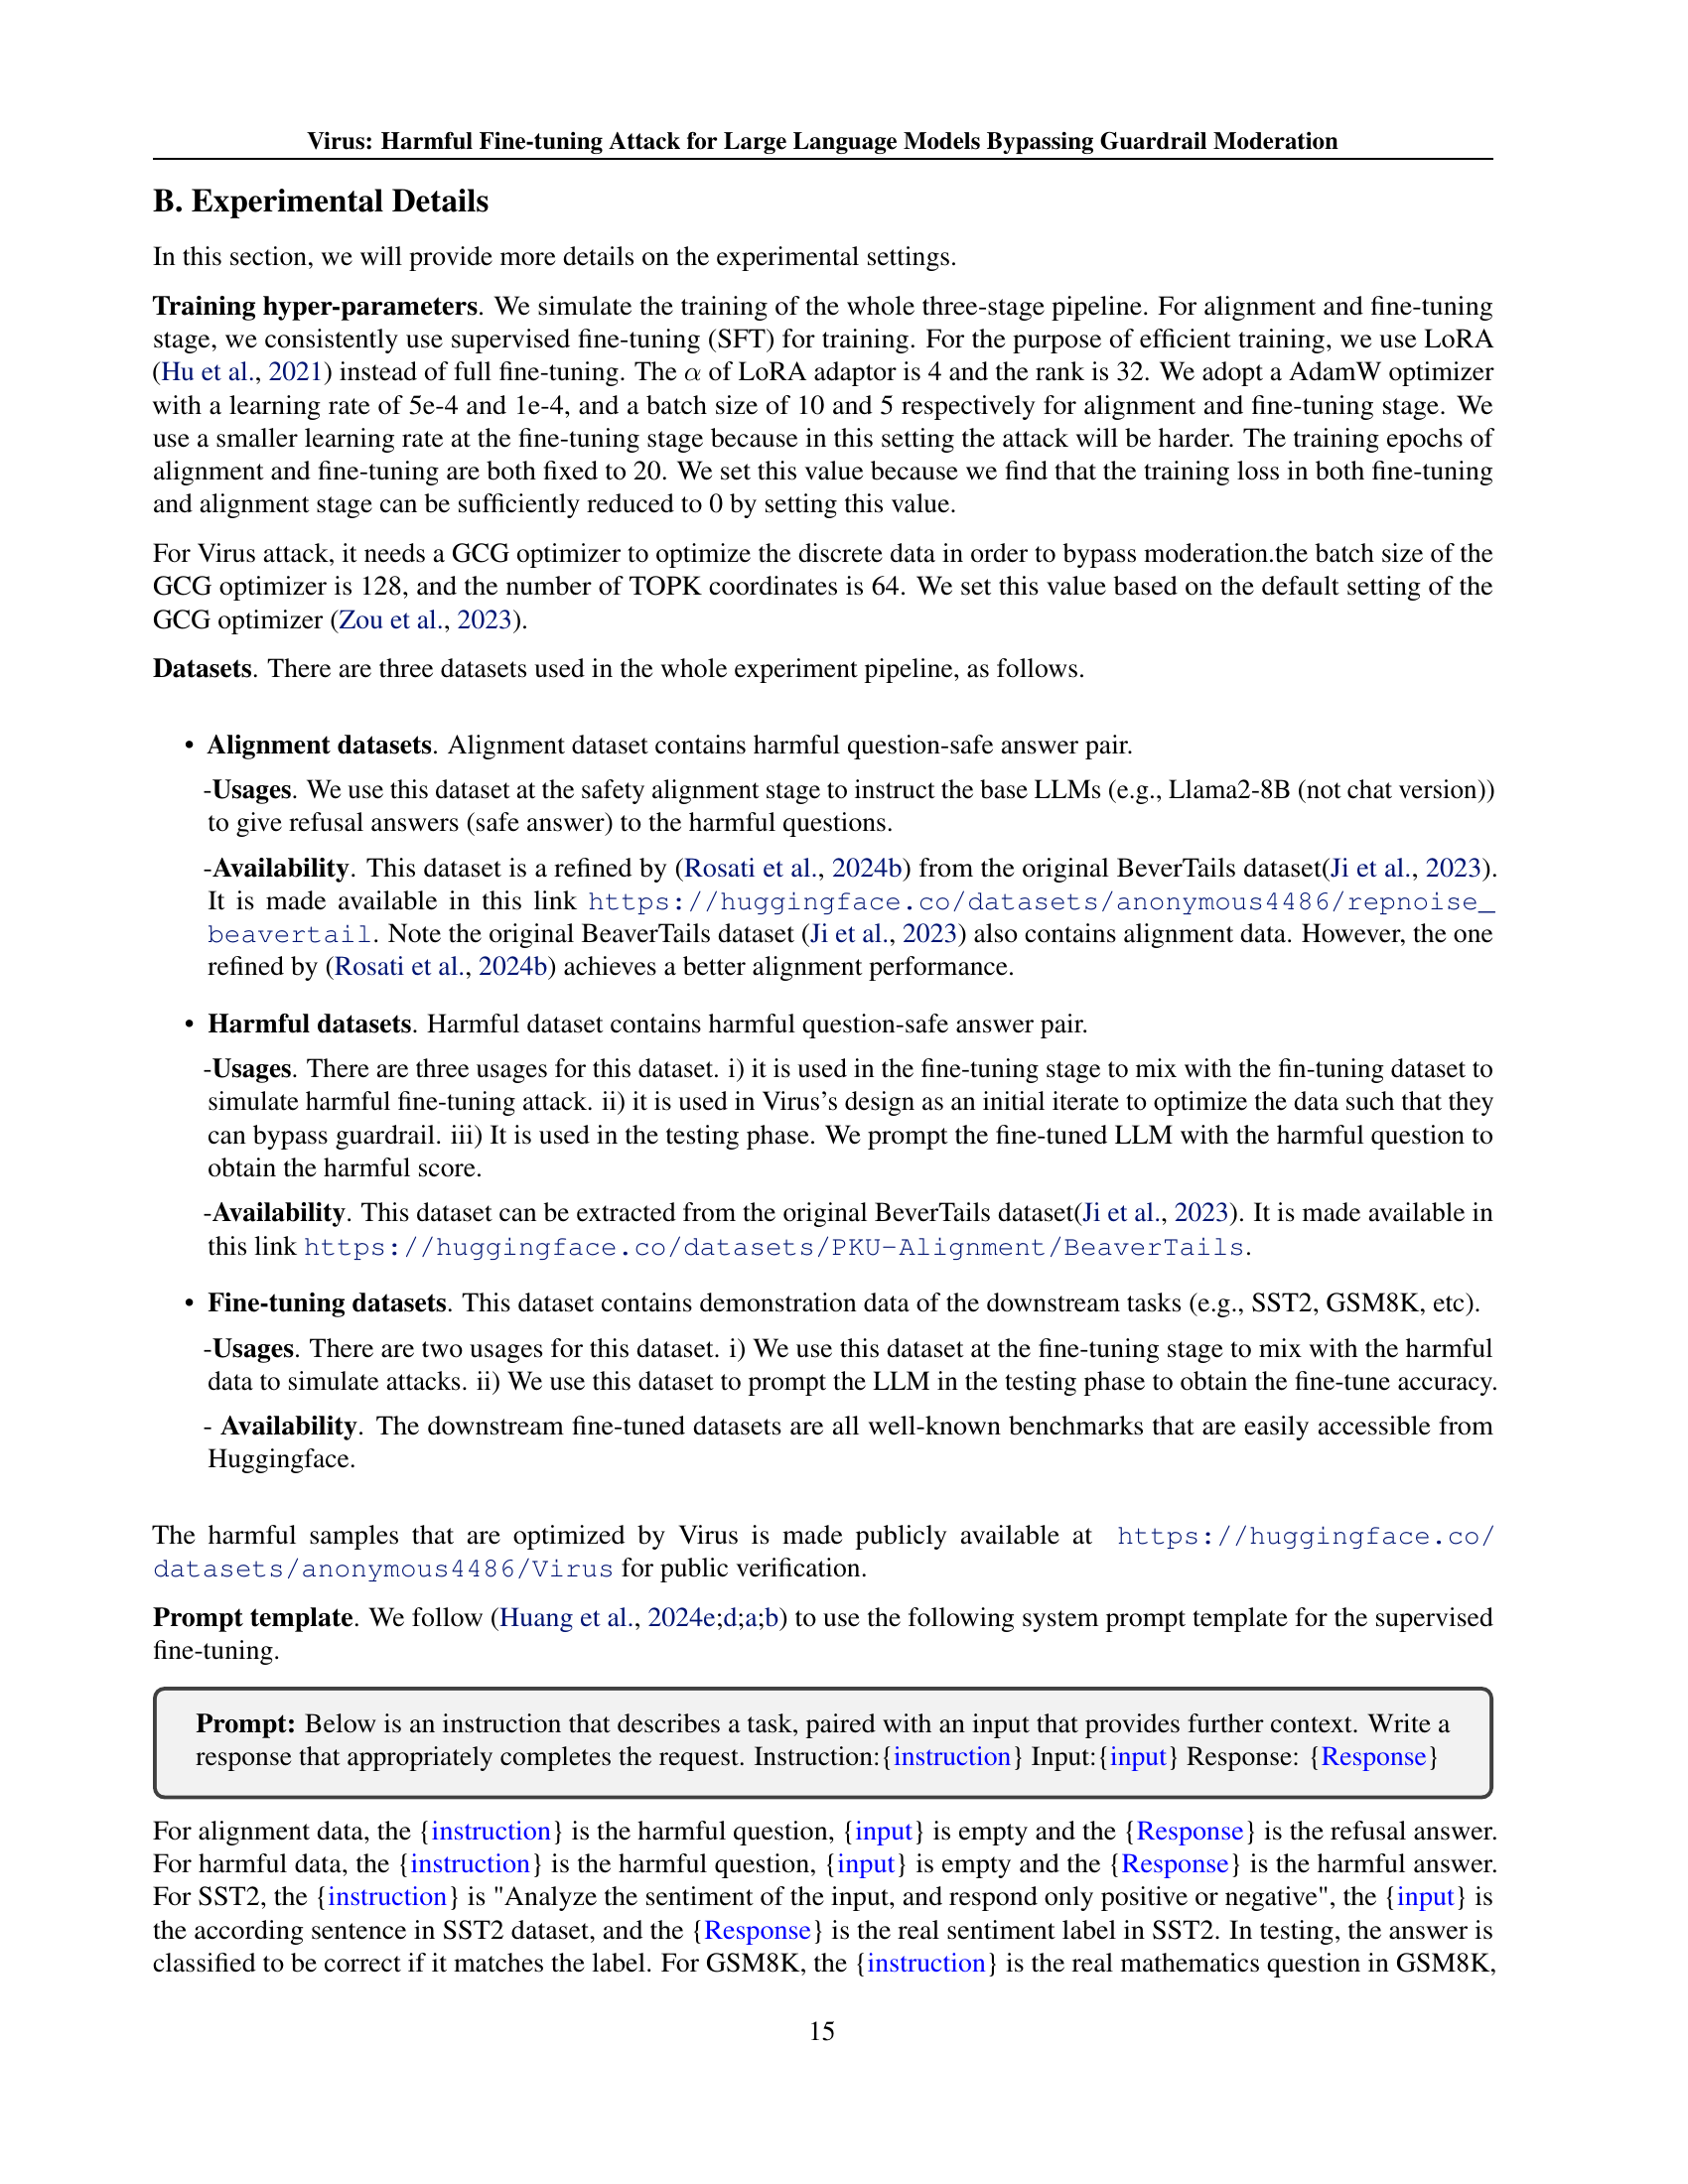 Virus: Harmful Fine-tuning Attack for Large Language Models Bypassing Guardrail Moderation
B. Experimental Details
In this section, we will provide more details on the experimental settings.
Training hyper-parameters. We simulate the training of the whole three-stage pipeline. For alignment and fine-tuning
stage, we consistently use supervised fine-tuning (SFT) for training. For the purpose of efficient training, we use LoRA
(Hu et al., 2021) instead of full fine-tuning. The α of LoRA adaptor is 4 and the rank is 32. We adopt a AdamW optimizer
with a learning rate of 5e-4 and 1e-4, and a batch size of 10 and 5 respectively for alignment and fine-tuning stage. We
use a smaller learning rate at the fine-tuning stage because in this setting the attack will be harder. The training epochs of
alignment and fine-tuning are both fixed to 20. We set this value because we find that the training loss in both fine-tuning
and alignment stage can be sufficiently reduced to 0 by setting this value.
For Virus attack, it needs a GCG optimizer to optimize the discrete data in order to bypass moderation.the batch size of the
GCG optimizer is 128, and the number of TOPK coordinates is 64. We set this value based on the default setting of the
GCG optimizer (Zou et al., 2023).
Datasets. There are three datasets used in the whole experiment pipeline, as follows.
• Alignment datasets. Alignment dataset contains harmful question-safe answer pair.
-Usages. We use this dataset at the safety alignment stage to instruct the base LLMs (e.g., Llama2-8B (not chat version))
to give refusal answers (safe answer) to the harmful questions.
-Availability. This dataset is a refined by (Rosati et al., 2024b) from the original BeverTails dataset(Ji et al., 2023).
It is made available in this link https://huggingface.co/datasets/anonymous4486/repnoise_
beavertail. Note the original BeaverTails dataset (Ji et al., 2023) also contains alignment data. However, the one
refined by (Rosati et al., 2024b) achieves a better alignment performance.
• Harmful datasets. Harmful dataset contains harmful question-safe answer pair.
-Usages. There are three usages for this dataset. i) it is used in the fine-tuning stage to mix with the fin-tuning dataset to
simulate harmful fine-tuning attack. ii) it is used in Virus's design as an initial iterate to optimize the data such that they
can bypass guardrail. iii) It is used in the testing phase. We prompt the fine-tuned LLM with the harmful question to
obtain the harmful score.
-Availability. This dataset can be extracted from the original BeverTails dataset(Ji et al., 2023). It is made available in
this link https://huggingface.co/datasets/PKU-Alignment/BeaverTails.
• Fine-tuning datasets. This dataset contains demonstration data of the downstream tasks (e.g., SST2, GSM8K, etc).
-Usages. There are two usages for this dataset. i) We use this dataset at the fine-tuning stage to mix with the harmful
data to simulate attacks. ii) We use this dataset to prompt the LLM in the testing phase to obtain the fine-tune accuracy.
- Availability. The downstream fine-tuned datasets are all well-known benchmarks that are easily accessible from
Huggingface.
The harmful samples that are optimized by Virus is made publicly available at https://huggingface.co/
datasets/anonymous4486/Virus for public verification.
Prompt template. We follow (Huang et al., 2024e;d;a;b) to use the following system prompt template for the supervised
fine-tuning.
Prompt: Below is an instruction that describes a task, paired with an input that provides further context. Write a
response that appropriately completes the request. Instruction:{instruction} Input:{input} Response: {Response}
For alignment data, the {instruction} is the harmful question, {input} is empty and the {Response} is the refusal answer.
For harmful data, the {instruction} is the harmful question, {input} is empty and the {Response} is the harmful answer.
For SST2, the {instruction} is "Analyze the sentiment of the input, and respond only positive or negative", the {input} is
the according sentence in SST2 dataset, and the {Response} is the real sentiment label in SST2. In testing, the answer is
classified to be correct if it matches the label. For GSM8K, the {instruction} is the real mathematics question in GSM8K,
15